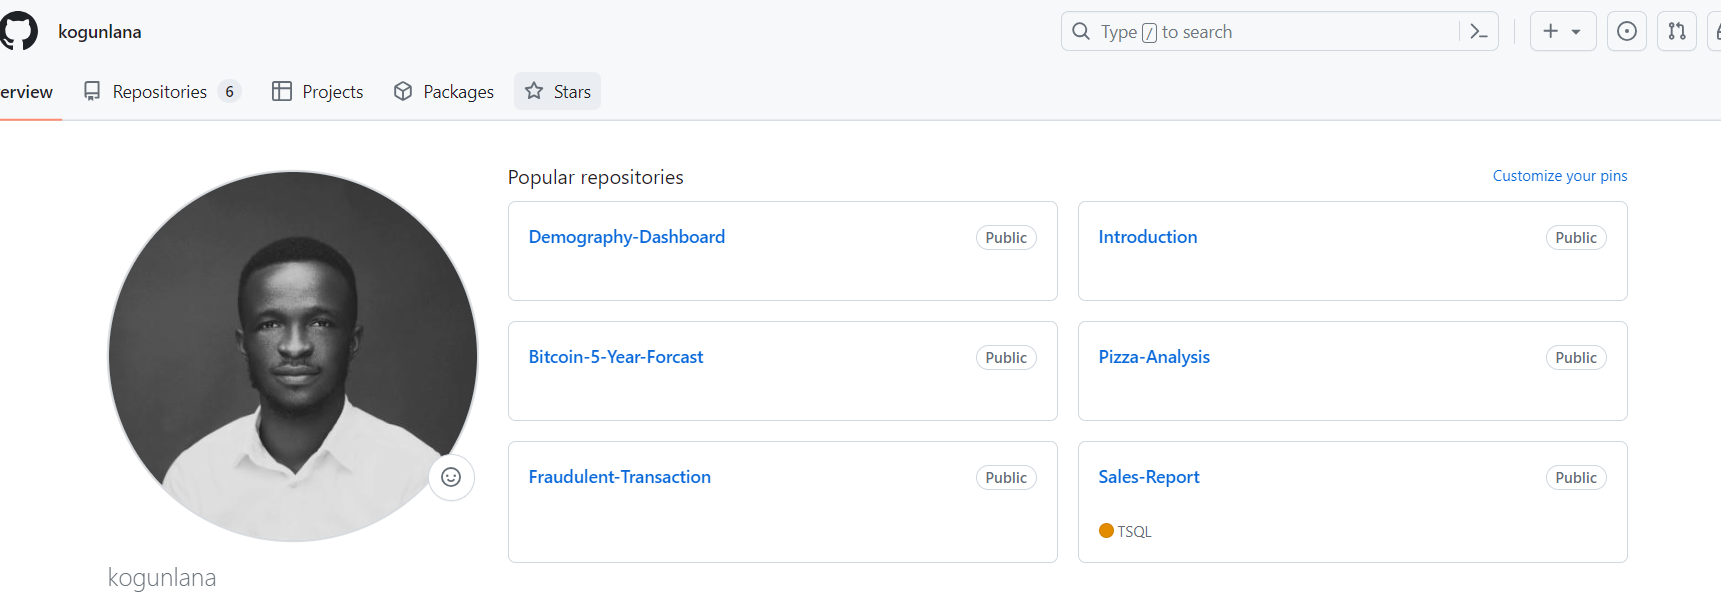 kogunlana
Type / to search
erview
Repositories 6
Projects
Packages
Stars
Popular repositories
Customize your pins
Demography-Dashboard Public
Introduction Public
Bitcoin-5-Year-Forcast Public
Pizza-Analysis Public
Fraudulent-Transaction Public
Sales-Report Public
TSQL
kogunlana